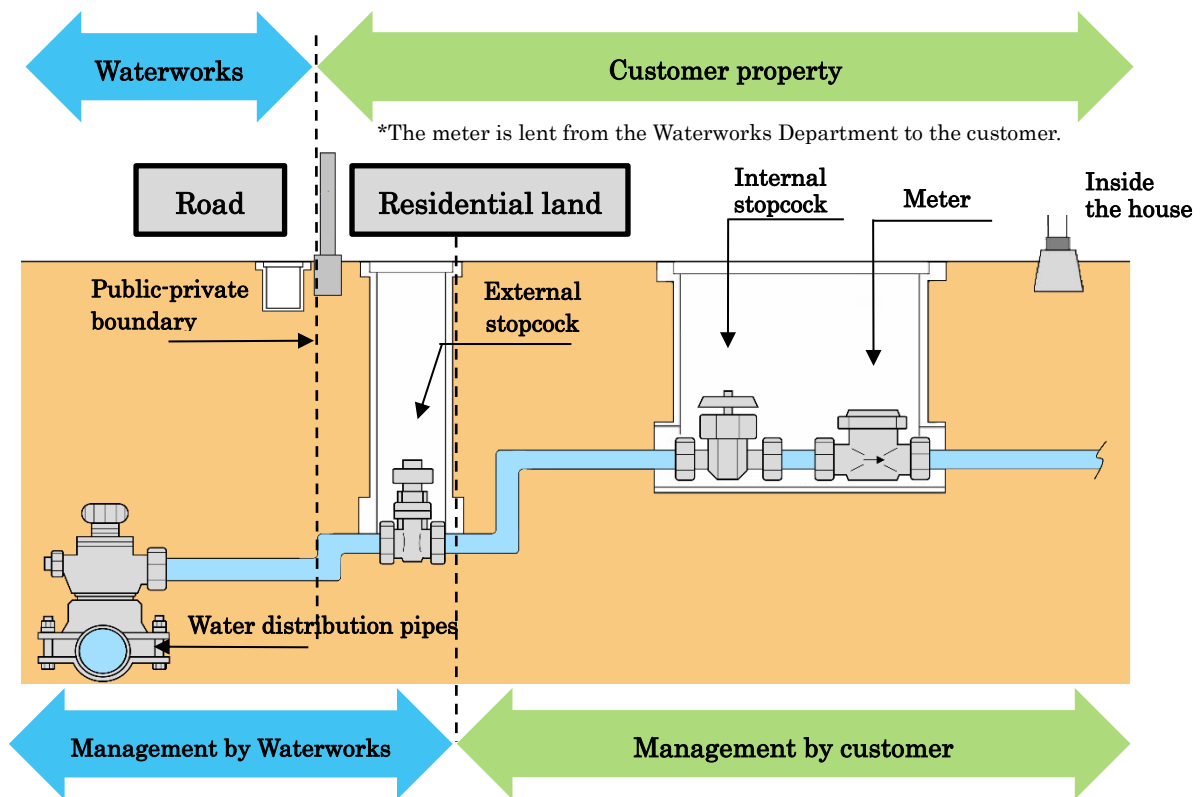 Waterworks
Customer property
*The meter is lent from the Waterworks Department to the customer.
Road
Residential land
Internal
stopcock
Meter
Inside
the house
Public-private
boundary
External
stopcock
Water distribution pipes
Management by Waterworks
Management by customer